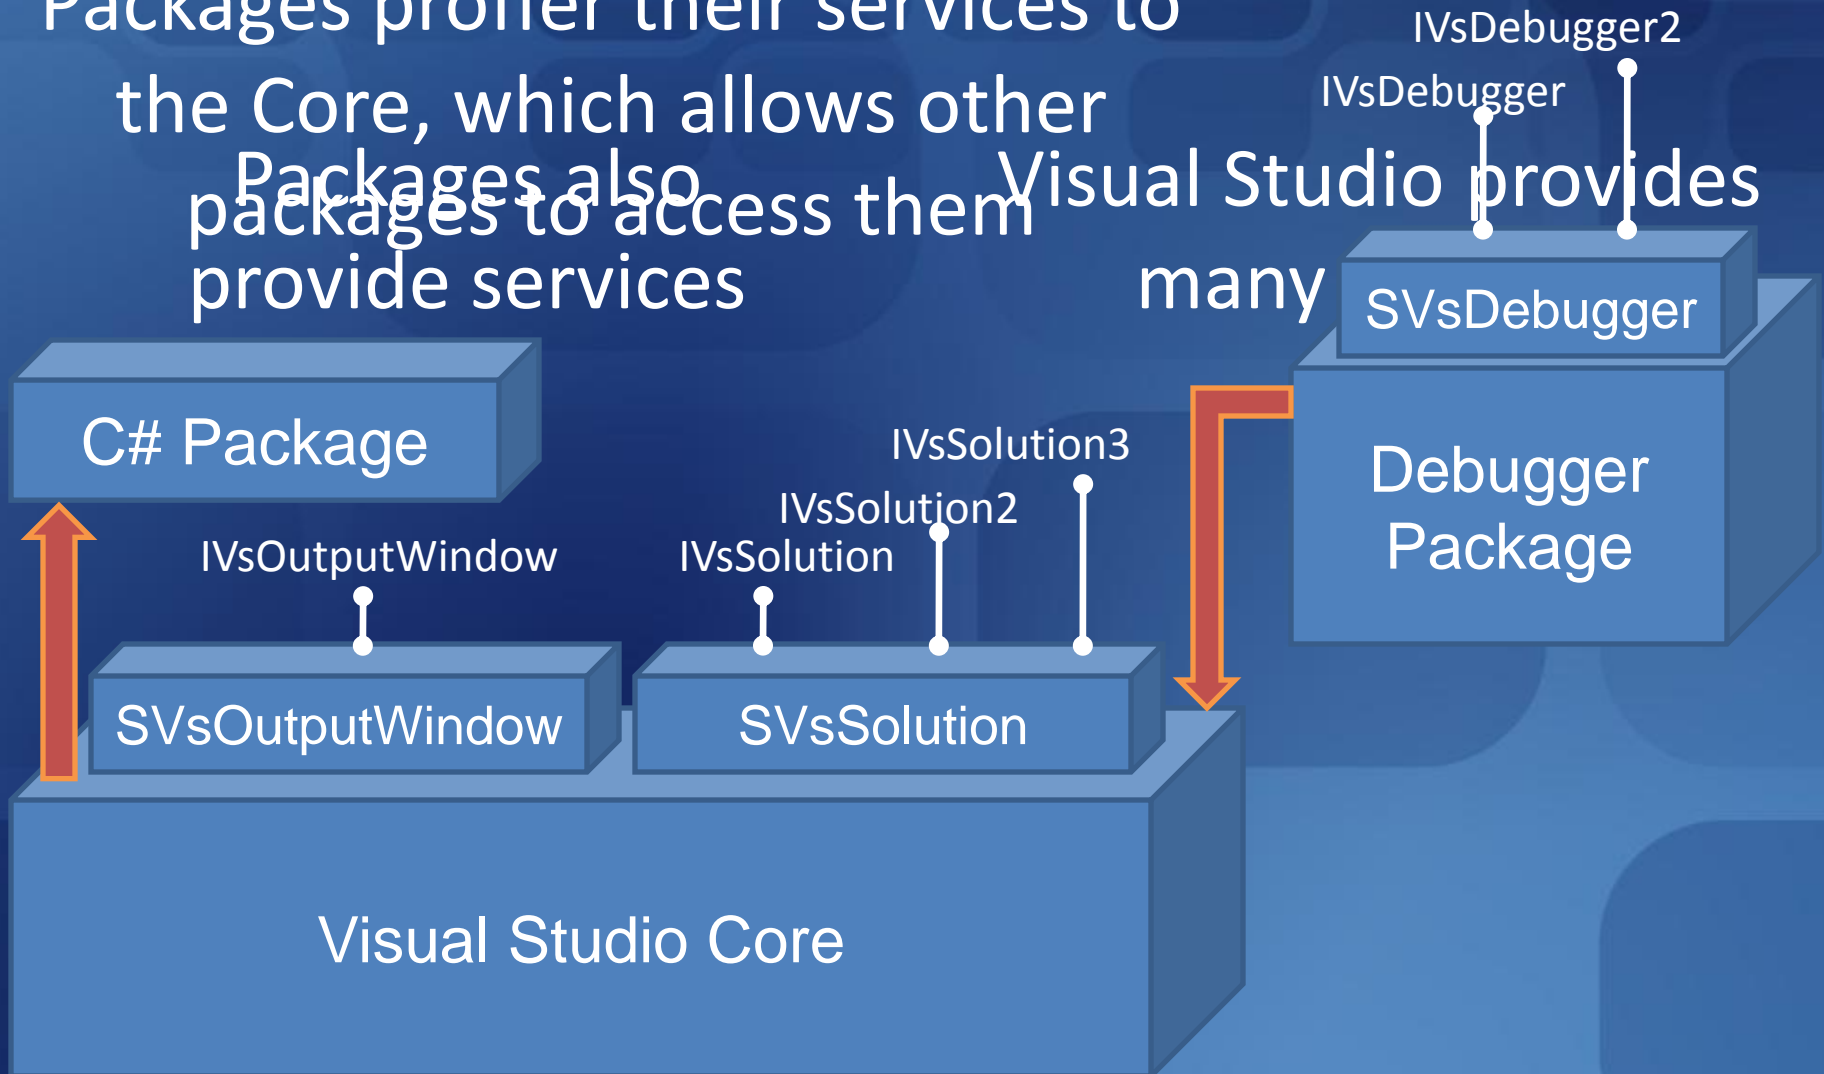 Packages proffer their services to
the Core, which allows other
packages to access them
Packages also
provide services
Visual Studio provides
many
IVsDebugger2
IVsDebugger
SVsDebugger
Debugger
Package
C# Package
IVsSolution3
IVsSolution2
IVsSolution
IVsOutputWindow
SVsOutputWindow
SVsSolution
Visual Studio Core